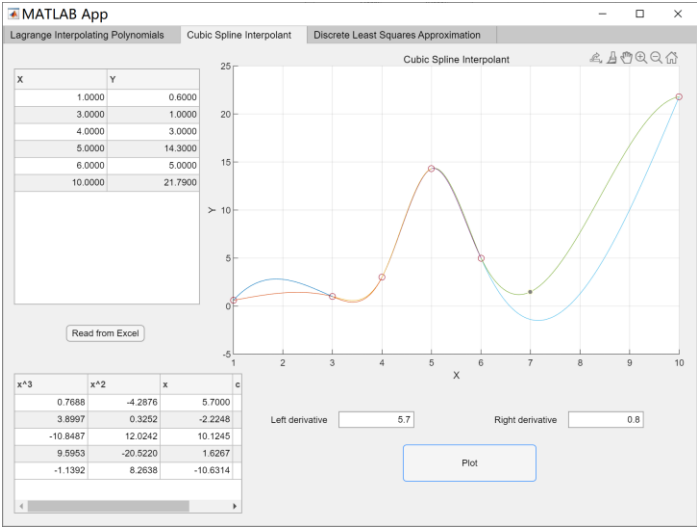 MATLAB App
Lagrange Interpolating Polynomials Cubic Spline Interpolant Discrete Least Squares Approximation
X Y
1.0000 0.6000
3.0000 1.0000
4.0000 3.0000
5.0000 14.3000
6.0000 5.0000
10.0000 21.7900
Read from Excel
Cubic Spline Interpolant
25
20
15
10
5
0
-5
Y
1 2 3 4 5 6 7 8 9 10
X
x^3 x^2 x c
0.7688 -4.2876 5.7000
3.8997 0.3252 -2.2248
-10.8487 12.0242 10.1245
9.5953 -20.5220 1.6267
-1.1392 8.2638 -10.6314
Left derivative 5.7 Right derivative 0.8
Plot